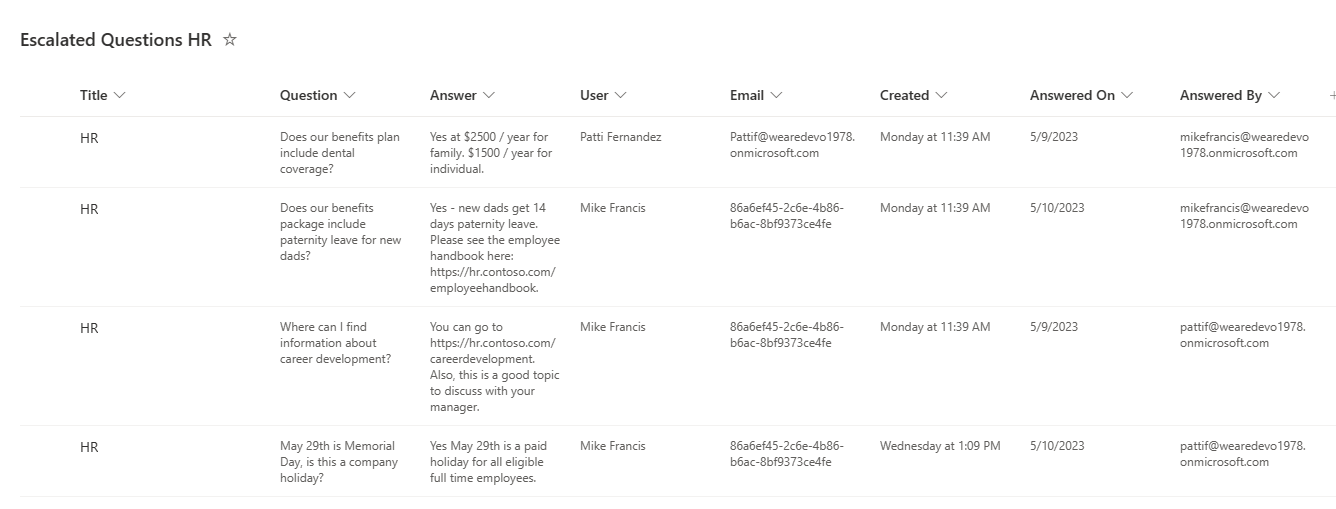 Escalated Questions HR
Title Question Answer User Email Created Answered On Answered By
HR
Does our benefits plan
include dental
coverage?
Yes at $2500 / year for
family. $1500 / year for
individual.
Patti Fernandez
Pattif@wearedevo1978.
onmicrosoft.com
Monday at 11:39 AM
5/9/2023
mikefrancis@wearedevo
1978.onmicrosoft.com
HR
Does our benefits
package include
paternity leave for new
dads?
Yes - new dads get 14
days paternity leave.
Please see the employee
handbook here:
https://hr.contoso.com/
employeehandbook.
Mike Francis
86a6ef45-2c6e-4b86-
b6ac-8bf9373ce4fe
Monday at 11:39 AM
5/10/2023
mikefrancis@wearedevo
1978.onmicrosoft.com
HR
Where can I find
information about
career development?
You can go to
https://hr.contoso.com/
careerdevelopment.
Also, this is a good topic
to discuss with your
manager.
Mike Francis
86a6ef45-2c6e-4b86-
b6ac-8bf9373ce4fe
Monday at 11:39 AM
5/9/2023
pattif@wearedevo1978.
onmicrosoft.com
HR
May 29th is Memorial
Day, is this a company
holiday?
Yes May 29th is a paid
holiday for all eligible
full time employees.
Mike Francis
86a6ef45-2c6e-4b86-
b6ac-8bf9373ce4fe
Wednesday at 1:09 PM
5/10/2023
pattif@wearedevo1978.
onmicrosoft.com